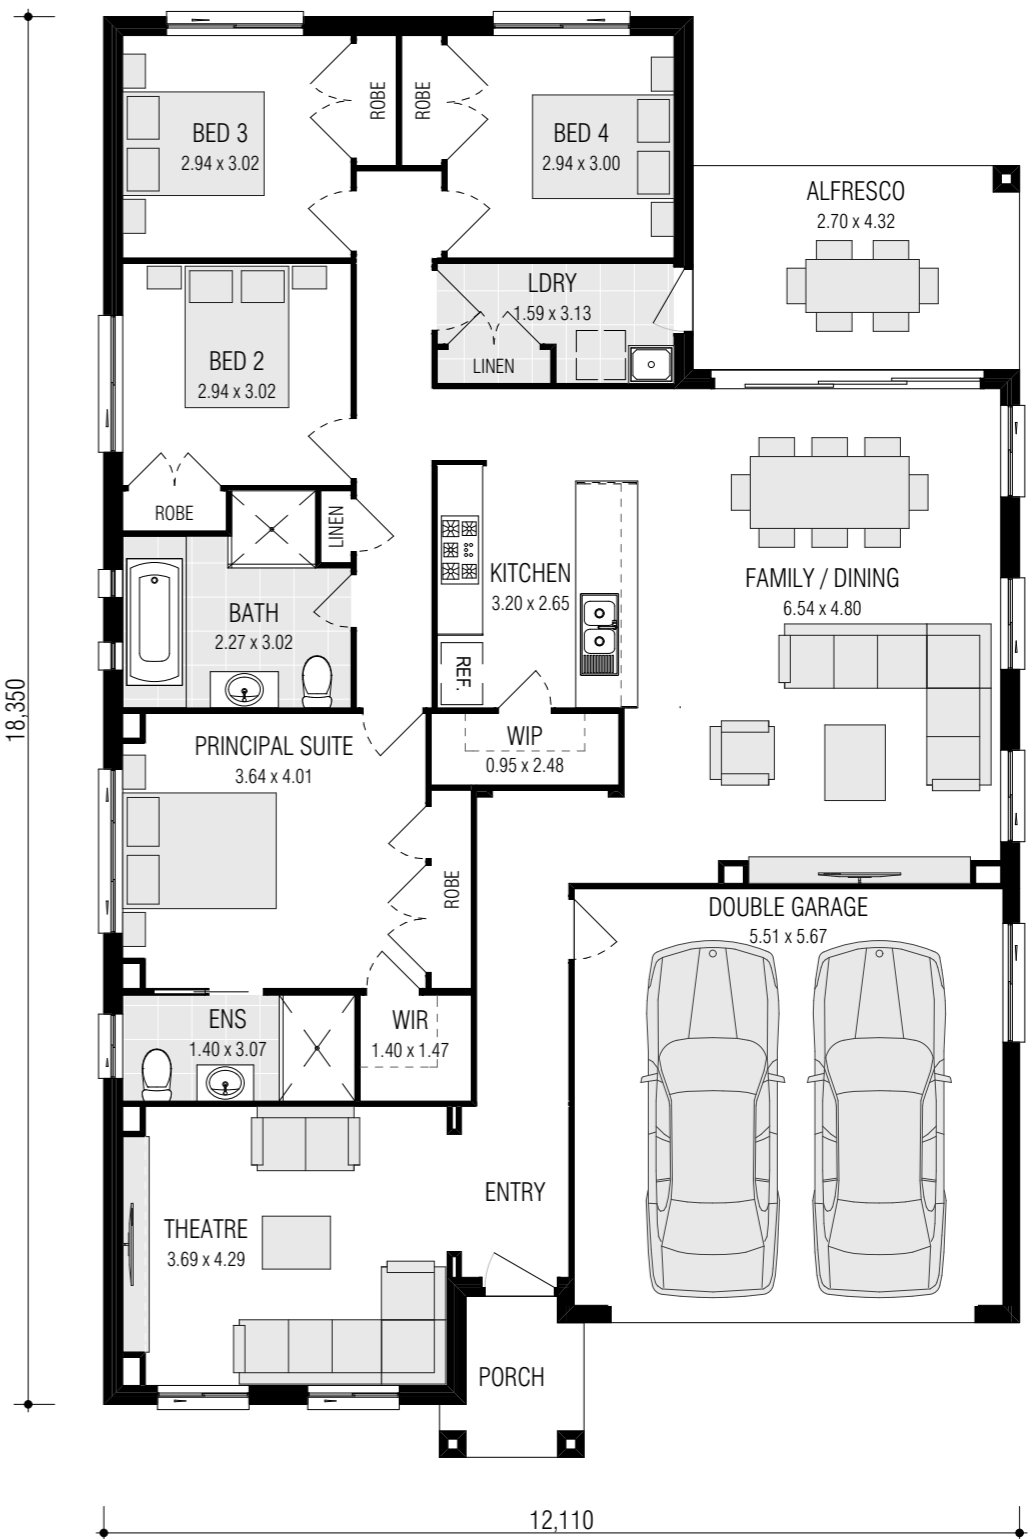 BED 3
2.94 x 3.02
ROBE
ROBE
BED 4
2.94 x 3.00
ALFRESCO
2.70 x 4.32
LDRY
1.59 x 3.13
LINEN
BED 2
2.94 x 3.02
ROBE
LINEN
BATH
2.27 x 3.02
KITCHEN
3.20 x 2.65
REF.
FAMILY / DINING
6.54 x 4.80
18,350
PRINCIPAL SUITE
3.64 x 4.01
WIP
0.95 x 2.48
ROBE
DOUBLE GARAGE
5.51 x 5.67
ENS
1.40 x 3.07
WIR
1.40 x 1.47
ENTRY
THEATRE
3.69 x 4.29
PORCH
12,110